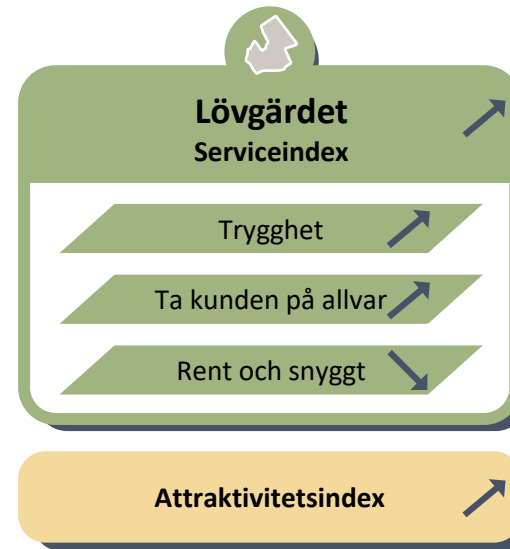 Lövgärdet
Serviceindex
Trygghet
Ta kunden på allvar
Rent och snyggt
Attraktivitetsindex